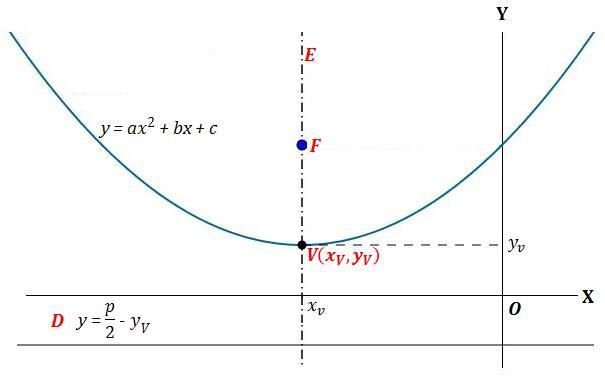 Y
E
y = ax² + bx + c
F
V(x_V, y_V)
y_v
X
x_v
O
D y = p/2 - y_V